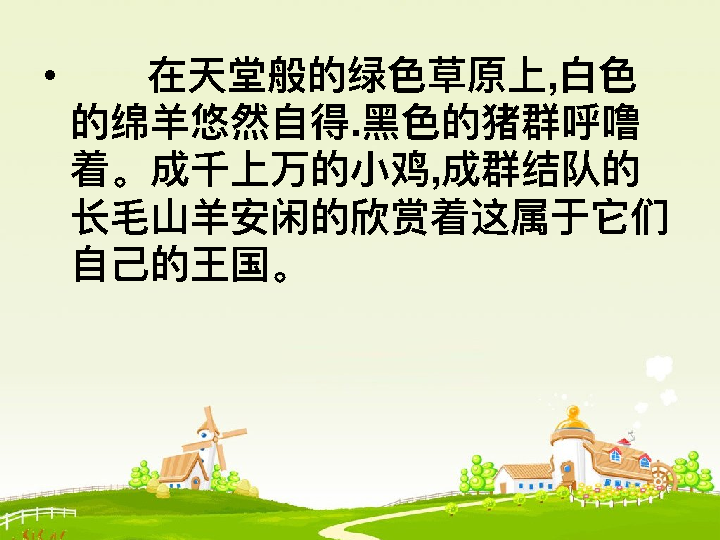 • 在天堂般的绿色草原上,白色
的绵羊悠然自得.黑色的猪群呼噜
着。成千上万的小鸡,成群结队的
长毛山羊安闲的欣赏着这属于它们
自己的王国。